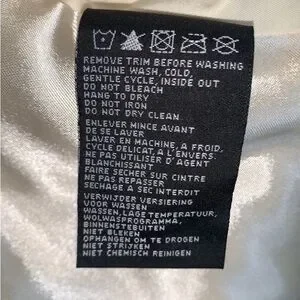 REMOVE TRIM BEFORE WASHING
MACHINE WASH, COLD,
GENTLE CYCLE, INSIDE OUT
DO NOT BLEACH
HANG TO DRY
DO NOT IRON
DO NOT DRY CLEAN
ENLEVER MINCE AVANT
DE SE LAVER
LAVER EN MACHINE, A FROID,
CYCLE DELICAT, A L'ENVERS.
NE PAS UTILISER D'AGENT
BLANCHISSANT
FAIRE SECHER SUR CINTRE
NE PAS REPASSER
SECHAGE A SEC INTERDIT
VERWIJDER VERSIERING
VOOR WASSEN
WASSEN, LAGE TEMPERATUUR,
WOLWASPROGRAMMA,
BINNENSTEBUITEN
NIET BLEKEN
OPHANGEN OM TE DROGEN
NIET STRIJKEN
NIET CHEMISCH REINIGEN